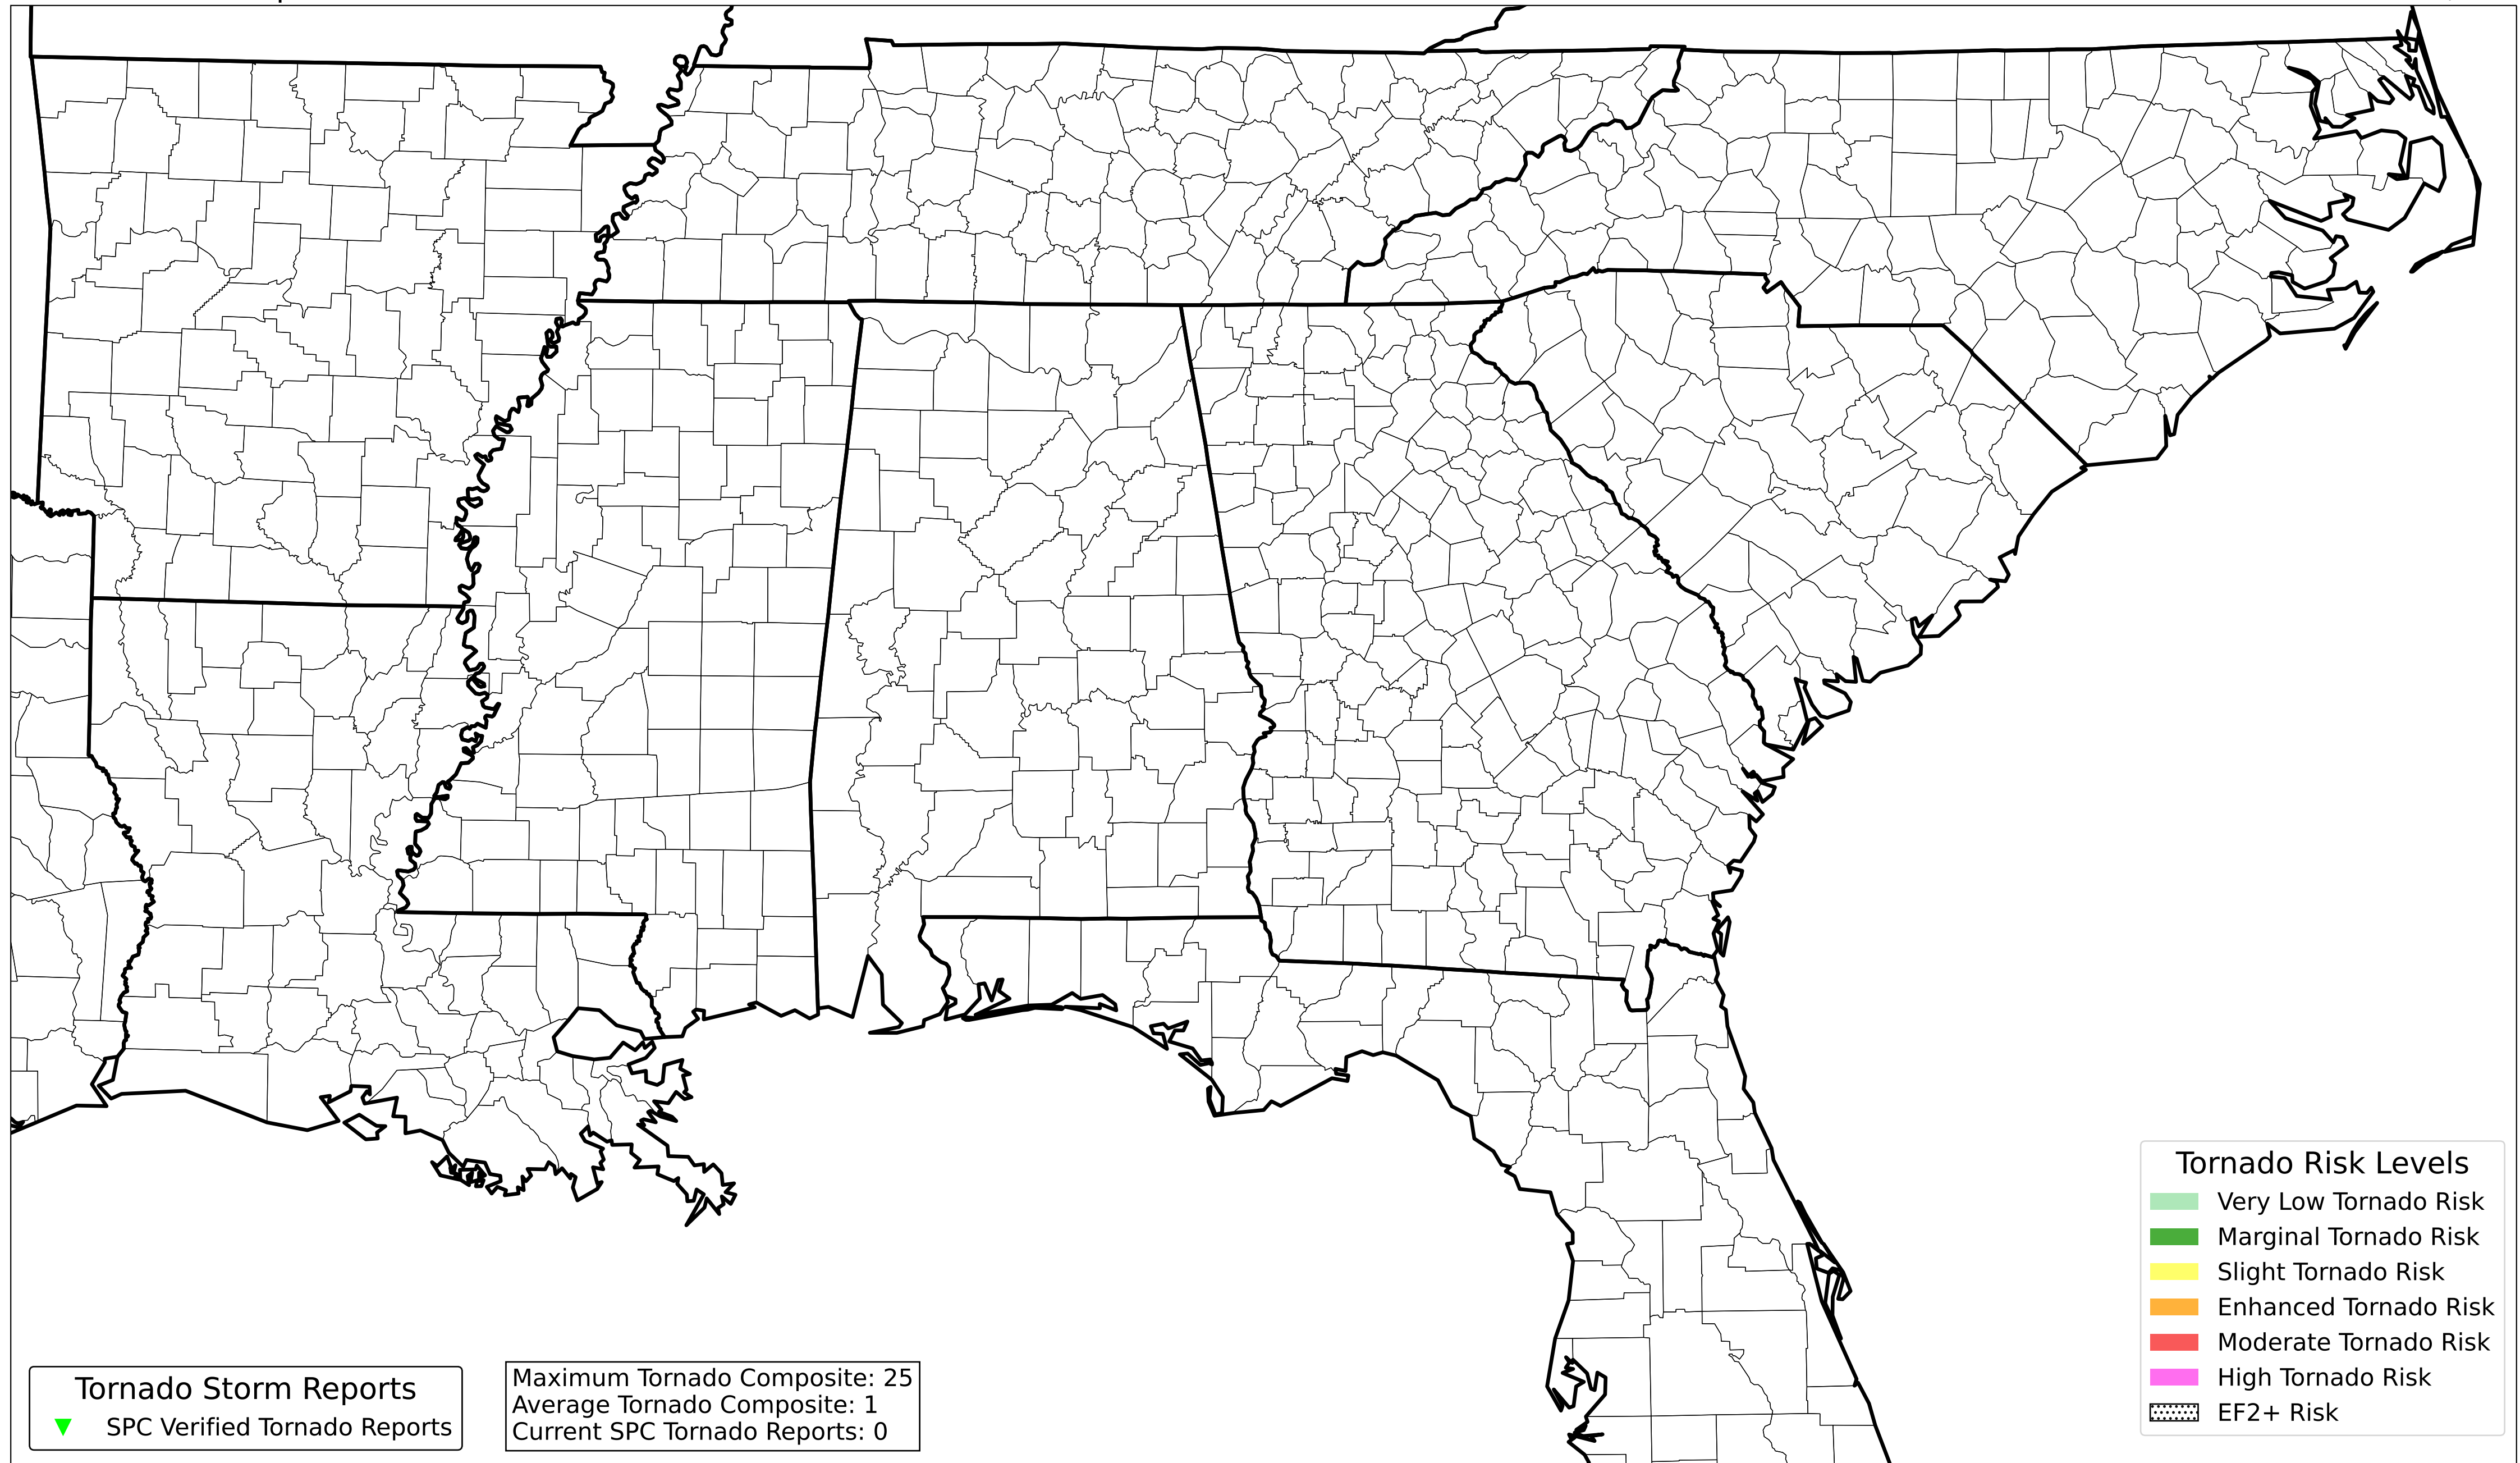 Tornado Storm Reports
SPC Verified Tornado Reports
Maximum Tornado Composite: 25
Average Tornado Composite: 1
Current SPC Tornado Reports: 0
Tornado Risk Levels
Very Low Tornado Risk
Marginal Tornado Risk
Slight Tornado Risk
Enhanced Tornado Risk
Moderate Tornado Risk
High Tornado Risk
EF2+ Risk